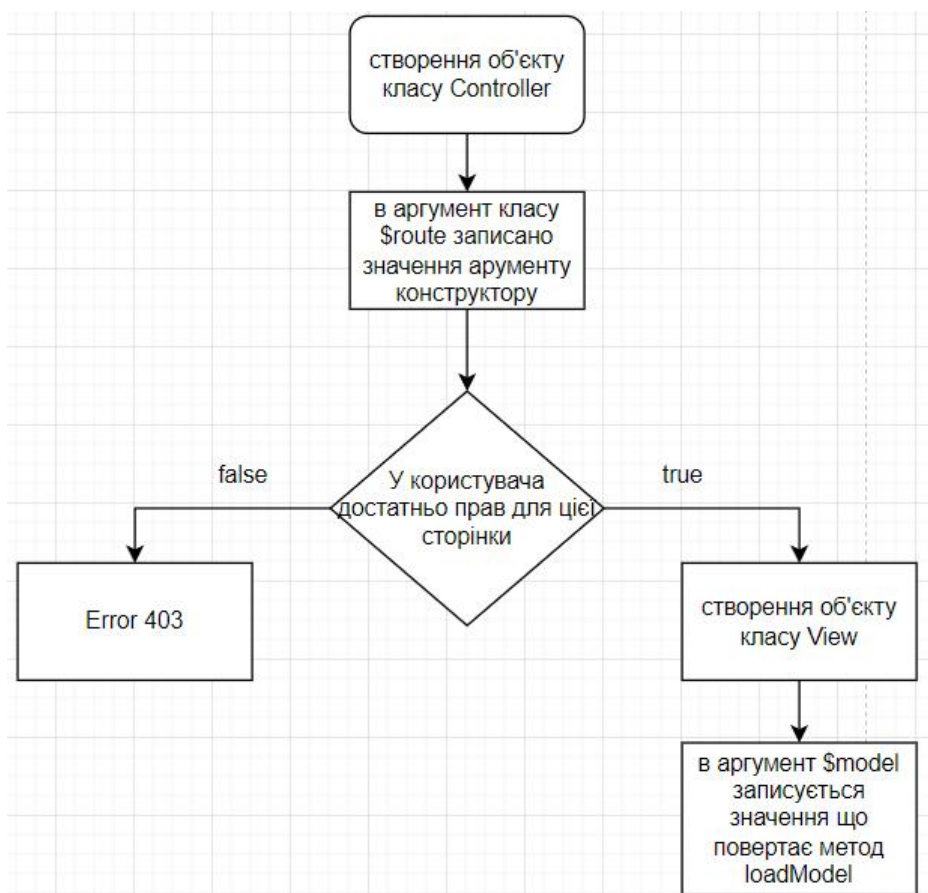 створення об'єкту
класу Controller
в аргумент класу
$route записано
значення арументу
конструктору
false
true
У користувача
достатньо прав для цієї
сторінки
Error 403
створення об'єкту
класу View
в аргумент $model
записується
значення що
повертає метод
loadModel